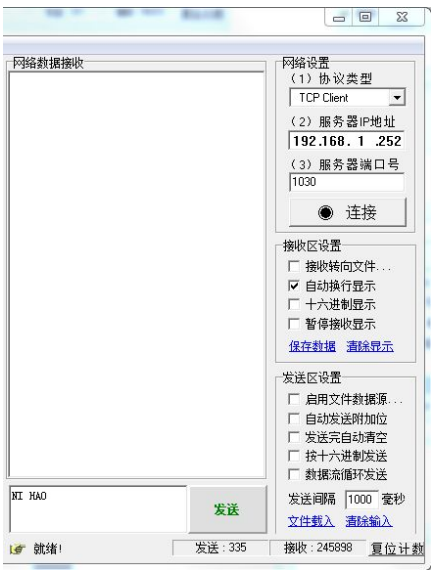 网络数据接收
网络设置
（1）协议类型
TCP Client
（2）服务器IP地址
192.168. 1 .252
（3）服务器端口号
1030
连接
接收区设置
接收转向文件...
自动换行显示
十六进制显示
暂停接收显示
保存数据 清除显示
发送区设置
启用文件数据源...
自动发送附加位
发送完自动清空
按十六进制发送
数据流循环发送
发送间隔 1000 毫秒
文件载入 清除输入
NI HAO
发送
就绪!
发送：335
接收：245898
复位计数